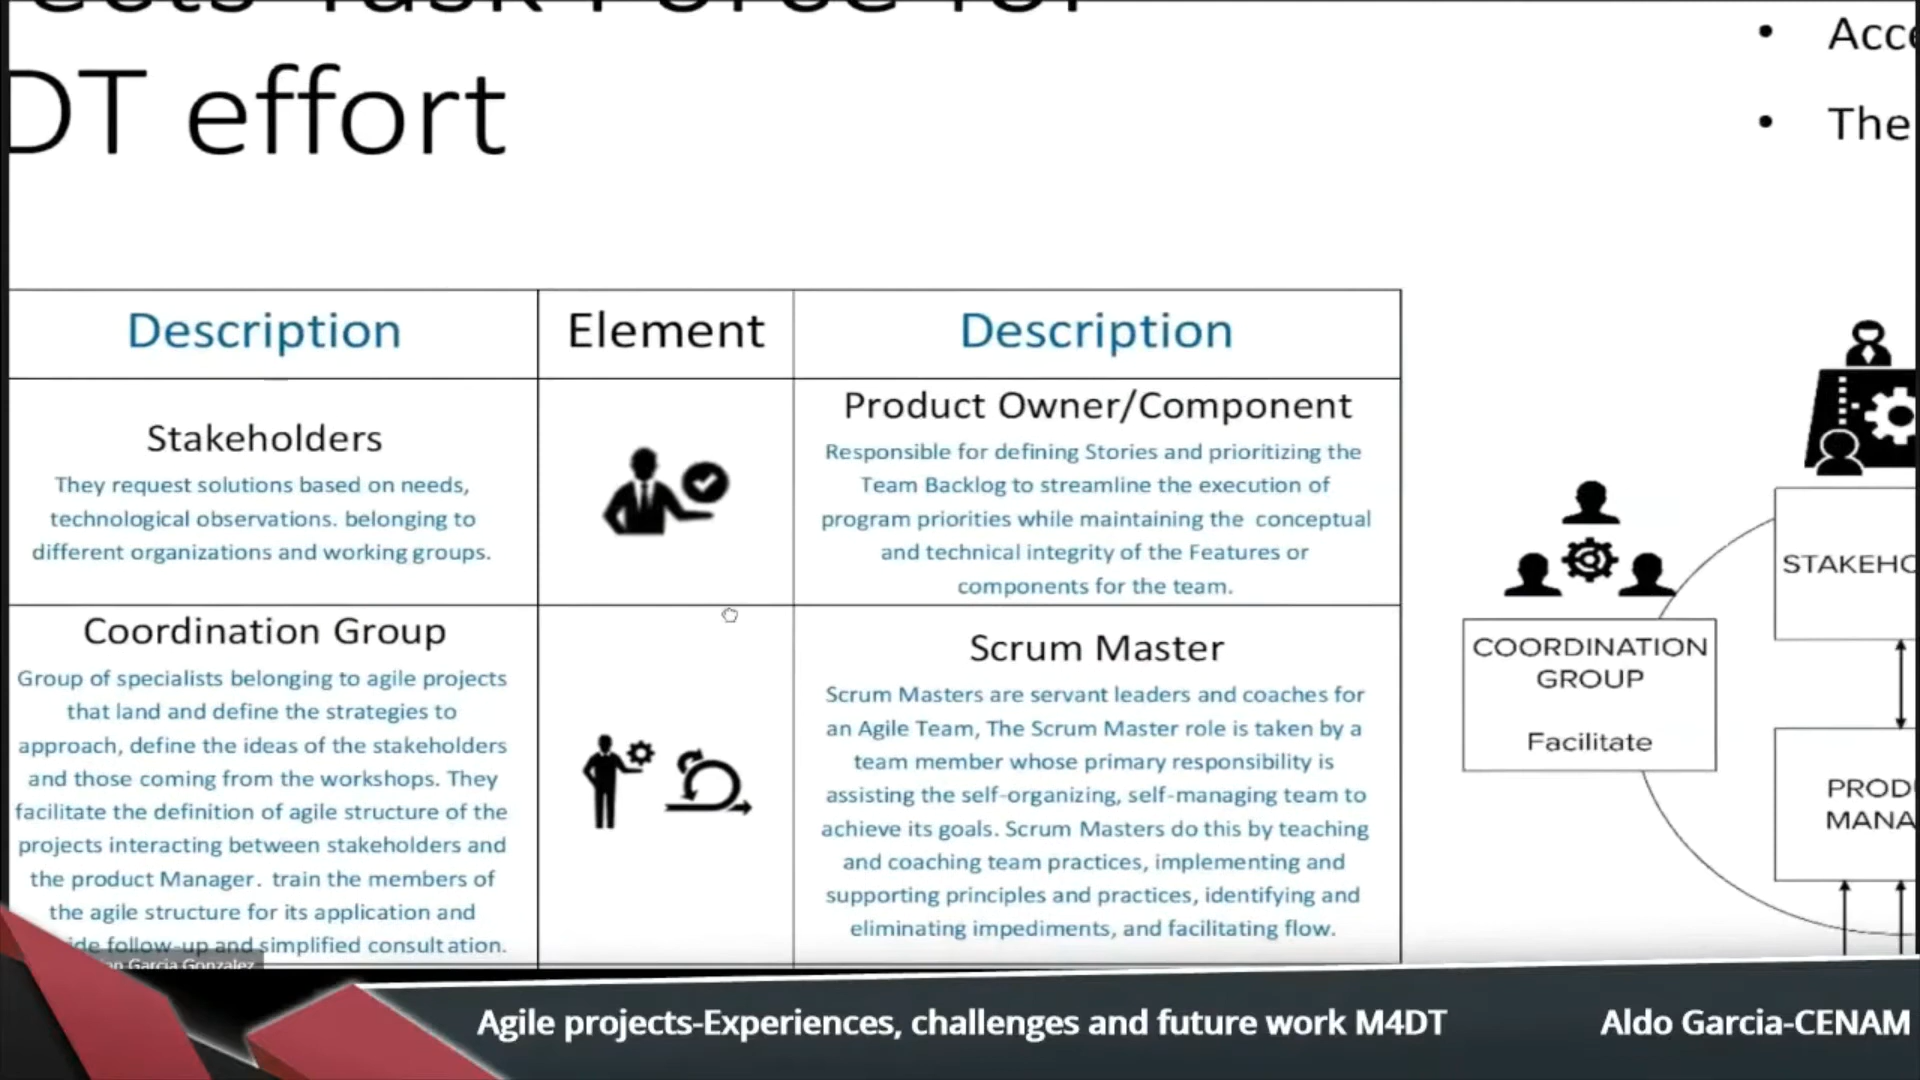 Task Force for
DT effort
Acce
The
Description
Element
Description
Stakeholders
They request solutions based on needs,
technological observations. belonging to
different organizations and working groups.
Product Owner/Component
Responsible for defining Stories and prioritizing the
Team Backlog to streamline the execution of
program priorities while maintaining the conceptual
and technical integrity of the Features or
components for the team.
Coordination Group
Group of specialists belonging to agile projects
that land and define the strategies to
approach, define the ideas of the stakeholders
and those coming from the workshops. They
facilitate the definition of agile structure of the
projects interacting between stakeholders and
the product Manager. train the members of
the agile structure for its application and
follow-up and simplified consultation.
Scrum Master
Scrum Masters are servant leaders and coaches for
an Agile Team, The Scrum Master role is taken by a
team member whose primary responsibility is
assisting the self-organizing, self-managing team to
achieve its goals. Scrum Masters do this by teaching
and coaching team practices, implementing and
supporting principles and practices, identifying and
eliminating impediments, and facilitating flow.
COORDINATION
GROUP
Facilitate
STAKEHO
PROD
MANA
Garcia Gonzalez
Agile projects-Experiences, challenges and future work M4DT
Aldo Garcia-CENAM